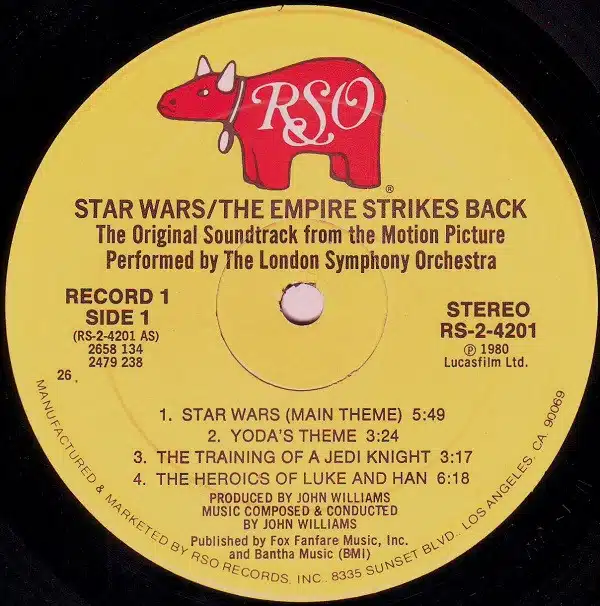 RSO
®
STAR WARS/THE EMPIRE STRIKES BACK
The Original Soundtrack from the Motion Picture
Performed by The London Symphony Orchestra
RECORD 1
SIDE 1
(RS-2-4201 AS)
2658 134
2479 238
26
STEREO
RS-2-4201
℗ 1980
Lucasfilm Ltd.
1. STAR WARS (MAIN THEME) 5:49
2. YODA'S THEME 3:24
3. THE TRAINING OF A JEDI KNIGHT 3:17
4. THE HEROICS OF LUKE AND HAN 6:18
PRODUCED BY JOHN WILLIAMS
MUSIC COMPOSED & CONDUCTED
BY JOHN WILLIAMS
Published by Fox Fanfare Music, Inc.
and Bantha Music (BMI)
MANUFACTURED & MARKETED BY RSO RECORDS, INC., 8335 SUNSET BLVD., LOS ANGELES, CA. 90069